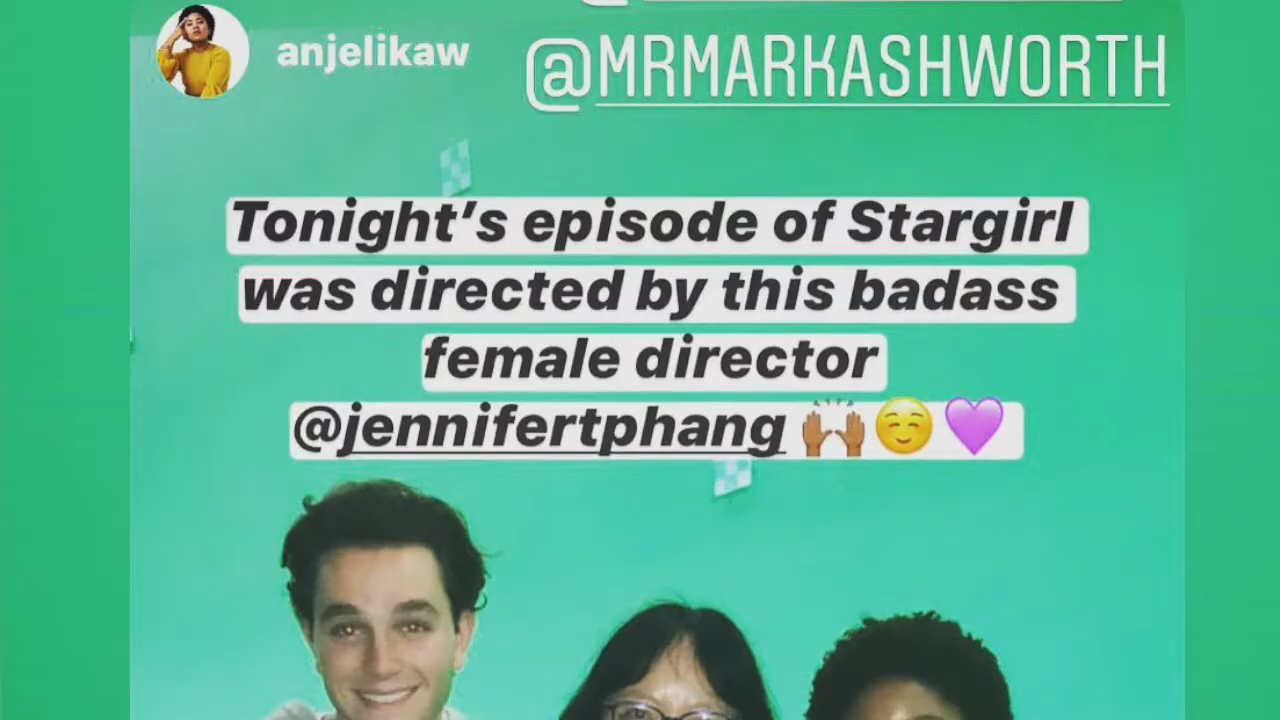 anjelikaw
@MRMARKASHWORTH
Tonight's episode of Stargirl
was directed by this badass
female director
@jennifertphang 🙌🏾☺️💜